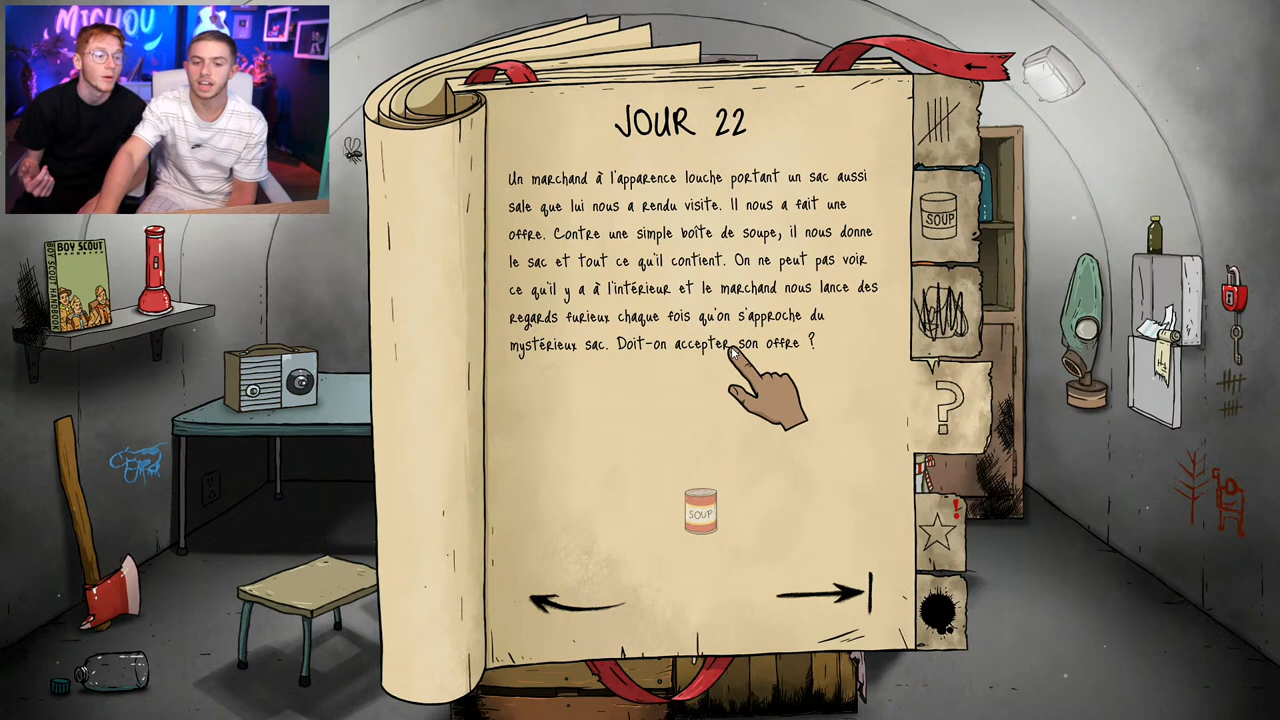 MICHOU
JOUR 22
Un marchand à l'apparence louche portant un sac aussi
sale que lui nous a rendu visite. Il nous a fait une
offre. Contre une simple boîte de soupe, il nous donne
le sac et tout ce qu'il contient. On ne peut pas voir
ce qu'il y a à l'intérieur et le marchand nous lance des
regards furieux chaque fois qu'on s'approche du
mystérieux sac. Doit-on accepter son offre ?
SOUP
SOUP
?
!
BOY SCOUT
BOY SCOUT HANDBOOK